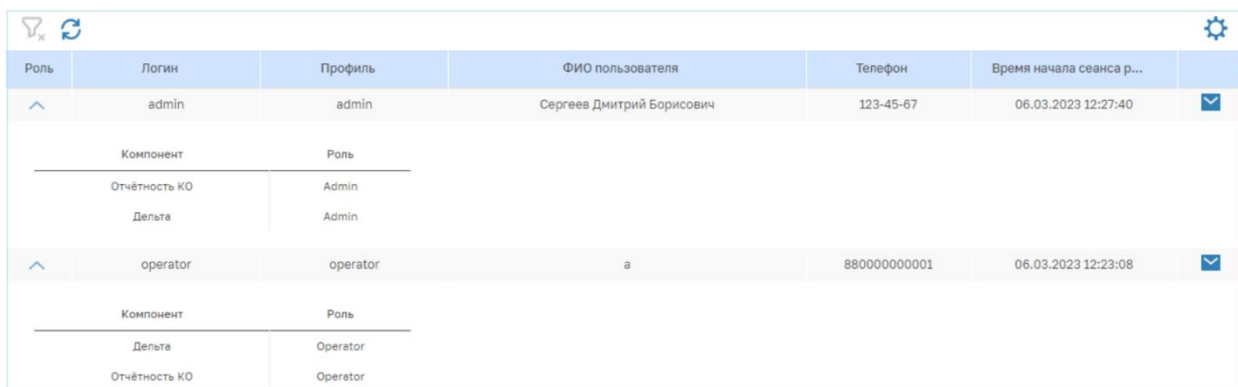 Роль Логин Профиль ФИО пользователя Телефон Время начала сеанса р...
admin admin Сергеев Дмитрий Борисович 123-45-67 06.03.2023 12:27:40
Компонент Роль
Отчётность КО Admin
Дельта Admin
operator operator a 880000000001 06.03.2023 12:23:08
Компонент Роль
Дельта Operator
Отчётность КО Operator